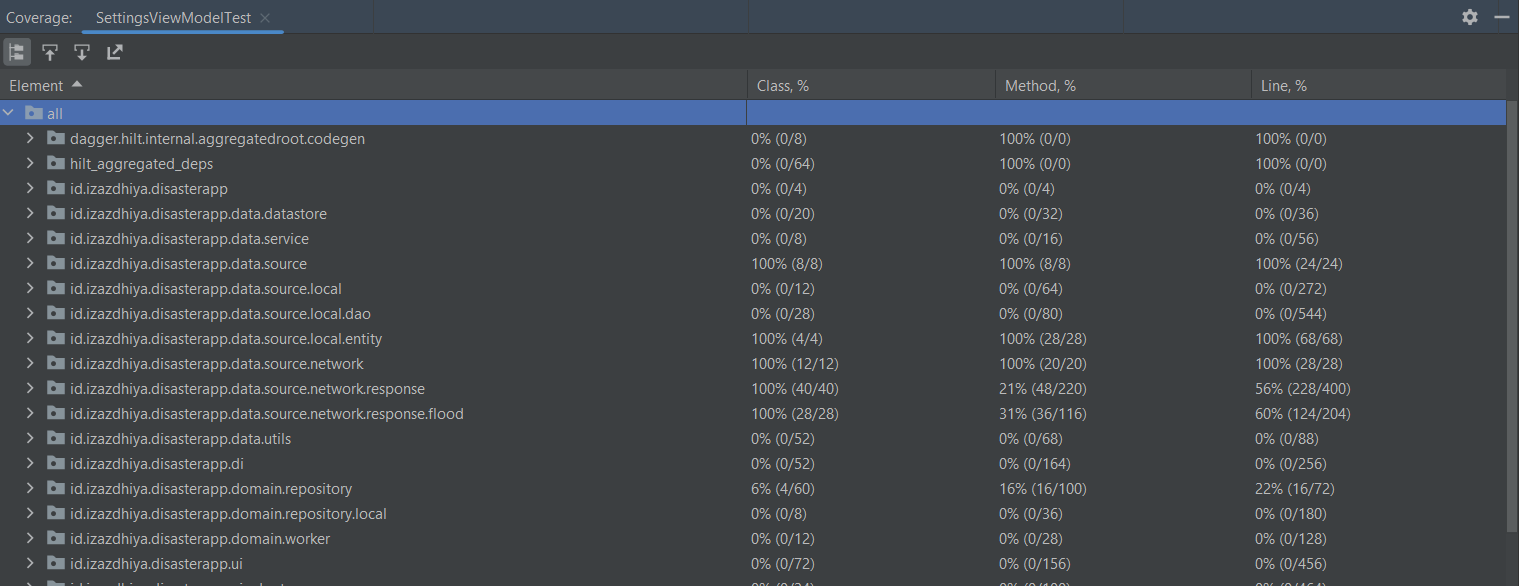 Coverage: SettingsViewModelTest
Element Class, % Method, % Line, %
all
dagger.hilt.internal.aggregatedroot.codegen 0% (0/8) 100% (0/0) 100% (0/0)
hilt_aggregated_deps 0% (0/64) 100% (0/0) 100% (0/0)
id.izazdhiya.disasterapp 0% (0/4) 0% (0/4) 0% (0/4)
id.izazdhiya.disasterapp.data.datastore 0% (0/20) 0% (0/32) 0% (0/36)
id.izazdhiya.disasterapp.data.service 0% (0/8) 0% (0/16) 0% (0/56)
id.izazdhiya.disasterapp.data.source 100% (8/8) 100% (8/8) 100% (24/24)
id.izazdhiya.disasterapp.data.source.local 0% (0/12) 0% (0/64) 0% (0/272)
id.izazdhiya.disasterapp.data.source.local.dao 0% (0/28) 0% (0/80) 0% (0/544)
id.izazdhiya.disasterapp.data.source.local.entity 100% (4/4) 100% (28/28) 100% (68/68)
id.izazdhiya.disasterapp.data.source.network 100% (12/12) 100% (20/20) 100% (28/28)
id.izazdhiya.disasterapp.data.source.network.response 100% (40/40) 21% (48/220) 56% (228/400)
id.izazdhiya.disasterapp.data.source.network.response.flood 100% (28/28) 31% (36/116) 60% (124/204)
id.izazdhiya.disasterapp.data.utils 0% (0/52) 0% (0/68) 0% (0/88)
id.izazdhiya.disasterapp.di 0% (0/52) 0% (0/164) 0% (0/256)
id.izazdhiya.disasterapp.domain.repository 6% (4/60) 16% (16/100) 22% (16/72)
id.izazdhiya.disasterapp.domain.repository.local 0% (0/8) 0% (0/36) 0% (0/180)
id.izazdhiya.disasterapp.domain.worker 0% (0/12) 0% (0/28) 0% (0/128)
id.izazdhiya.disasterapp.ui 0% (0/72) 0% (0/156) 0% (0/456)